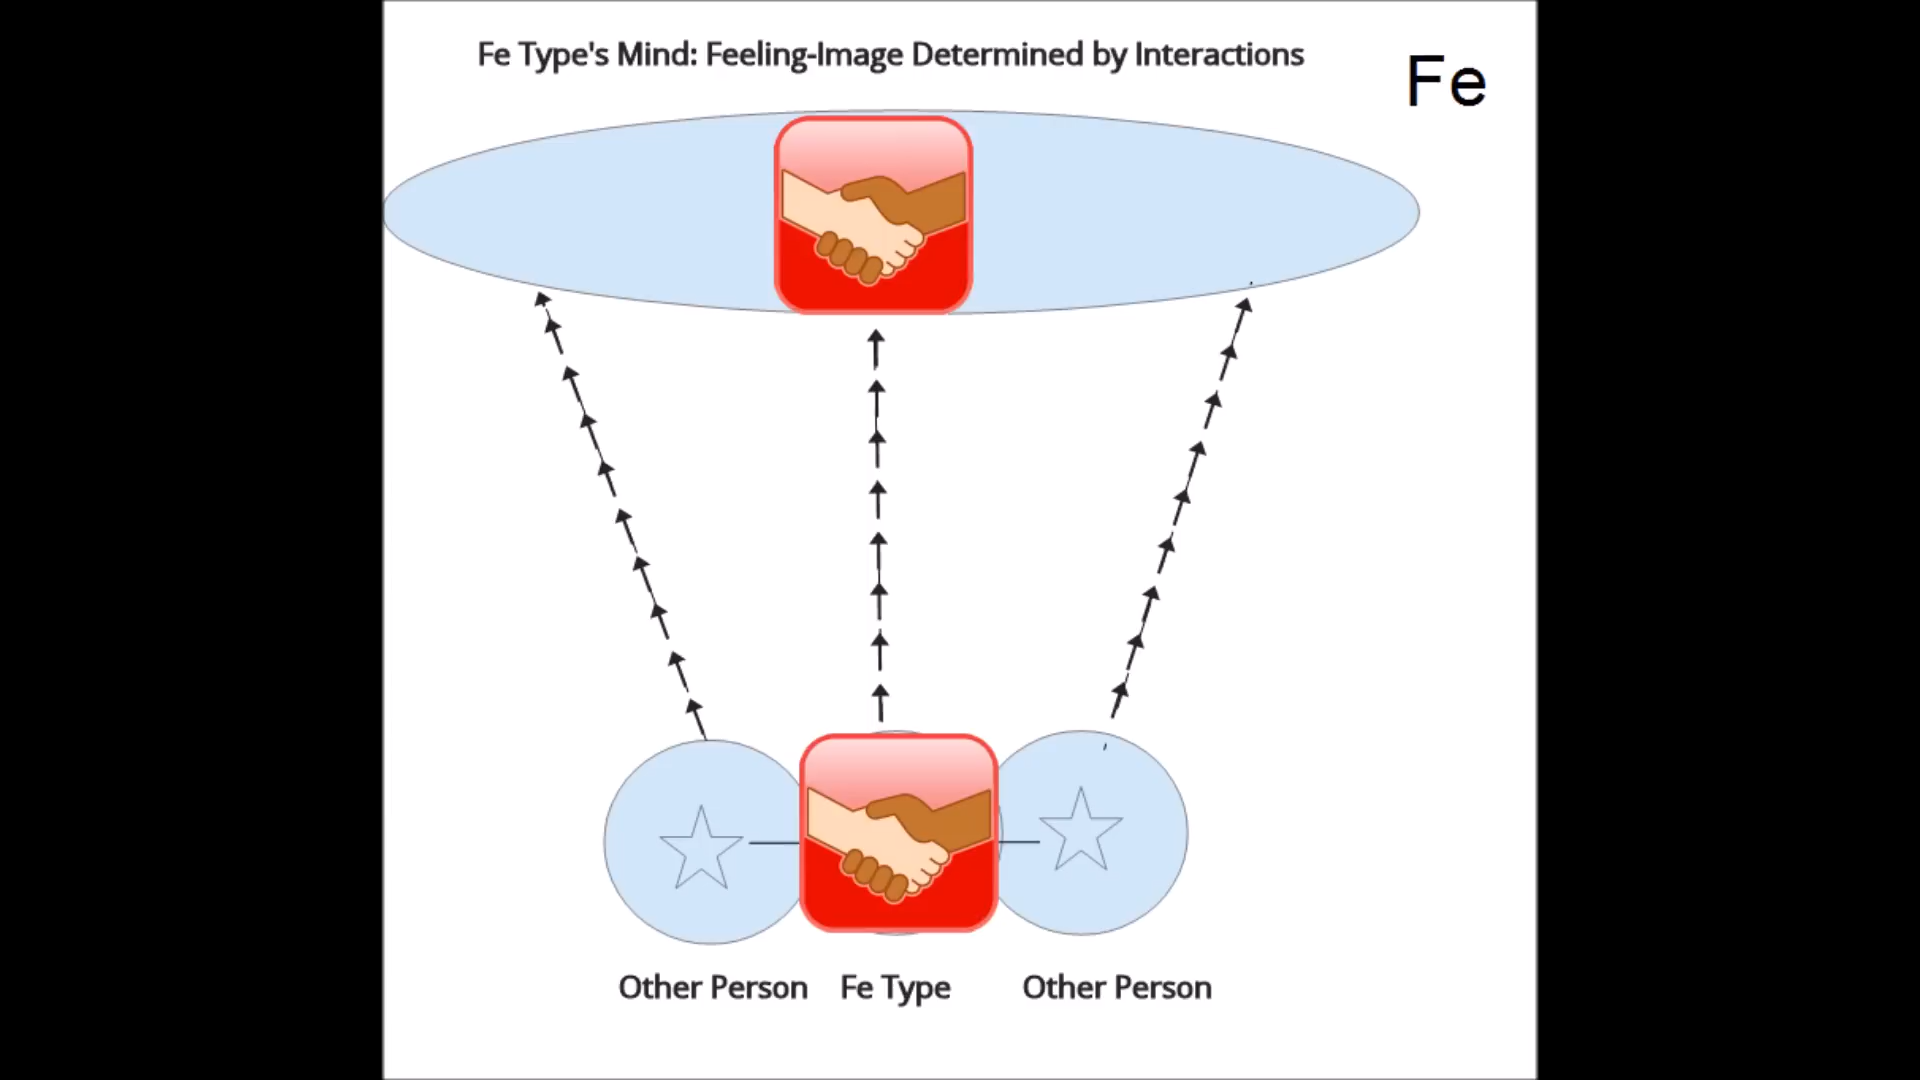 Fe Type's Mind: Feeling-Image Determined by Interactions
Fe
Other Person
Fe Type
Other Person